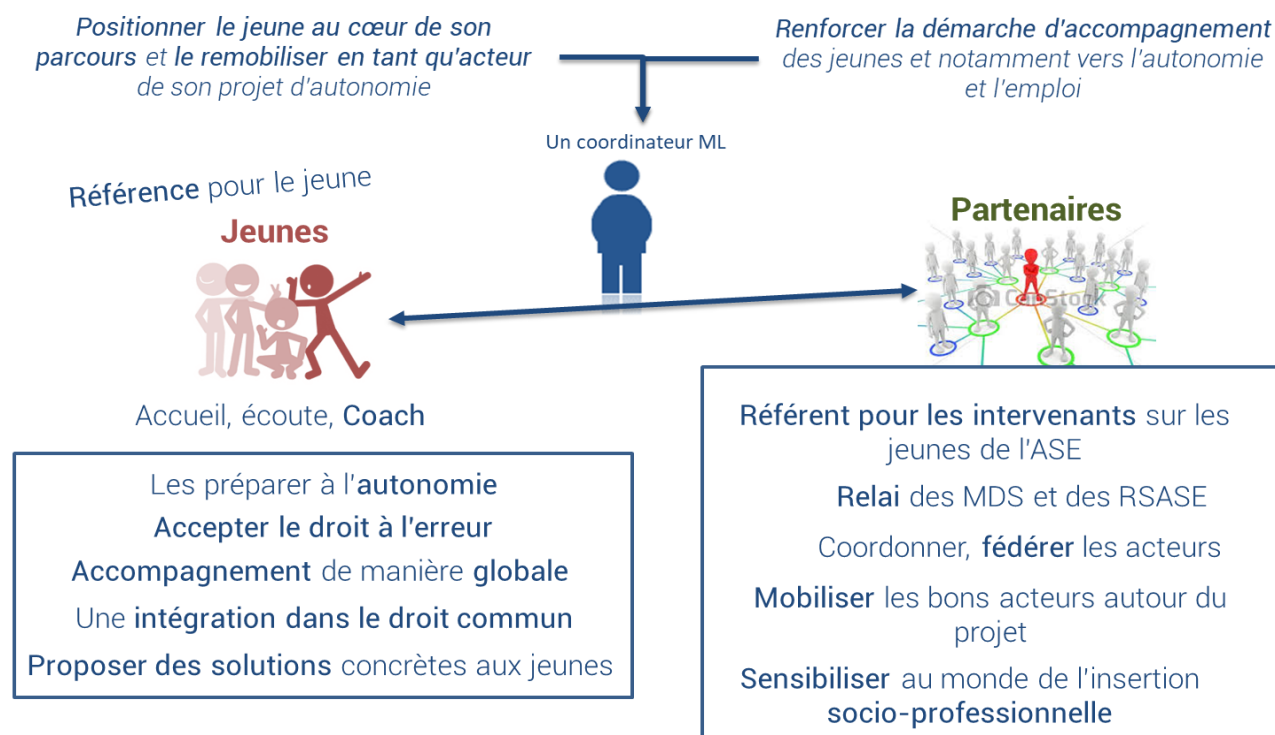 Positionner le jeune au cœur de son
parcours et le remobiliser en tant qu'acteur
de son projet d'autonomie
Renforcer la démarche d'accompagnement
des jeunes et notamment vers l'autonomie
et l'emploi
Un coordinateur ML
Référence pour le jeune
Jeunes
Partenaires
Accueil, écoute, Coach
Les préparer à l'autonomie
Accepter le droit à l'erreur
Accompagnement de manière globale
Une intégration dans le droit commun
Proposer des solutions concrètes aux jeunes
Référent pour les intervenants sur les
jeunes de l'ASE
Relai des MDS et des RSASE
Coordonner, fédérer les acteurs
Mobiliser les bons acteurs autour du
projet
Sensibiliser au monde de l'insertion
socio-professionnelle